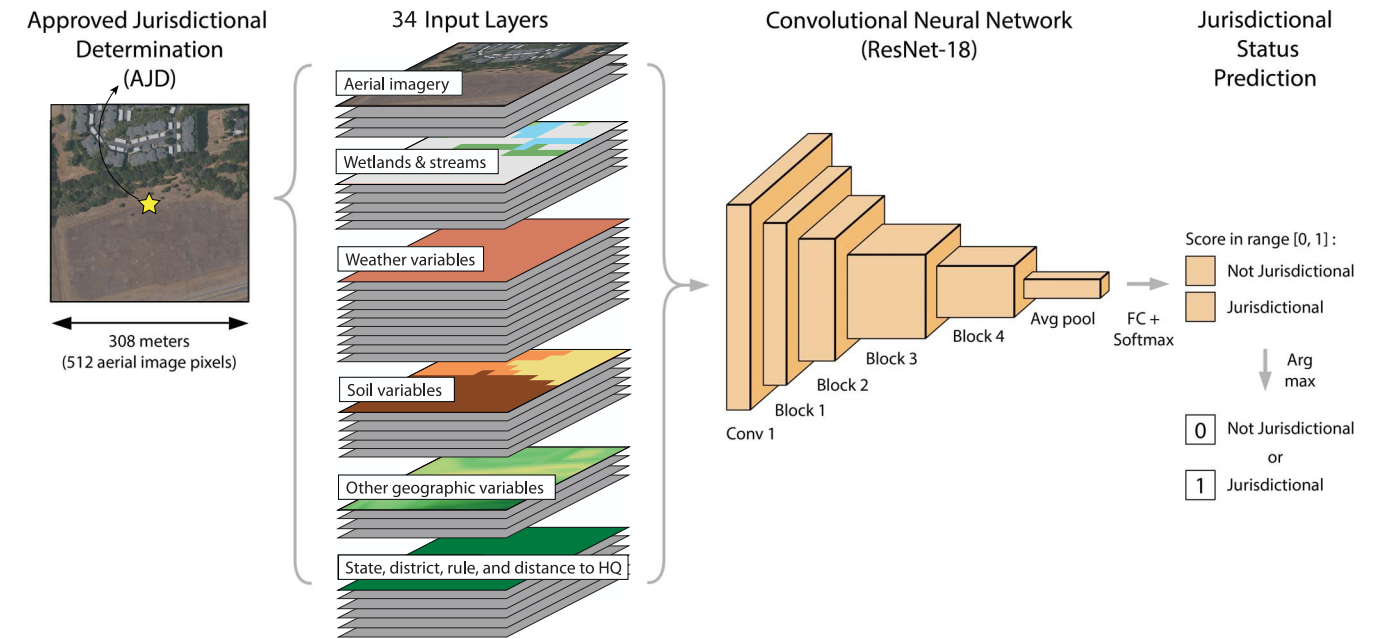 Approved Jurisdictional
Determination
(AJD)
308 meters
(512 aerial image pixels)
34 Input Layers
Aerial imagery
Wetlands & streams
Weather variables
Soil variables
Other geographic variables
State, district, rule, and distance to HQ
Convolutional Neural Network
(ResNet-18)
Conv 1
Block 1
Block 2
Block 3
Block 4
Avg pool
FC +
Softmax
Jurisdictional
Status
Prediction
Score in range [0, 1] :
Not Jurisdictional
Jurisdictional
Arg
max
0 Not Jurisdictional
or
1 Jurisdictional